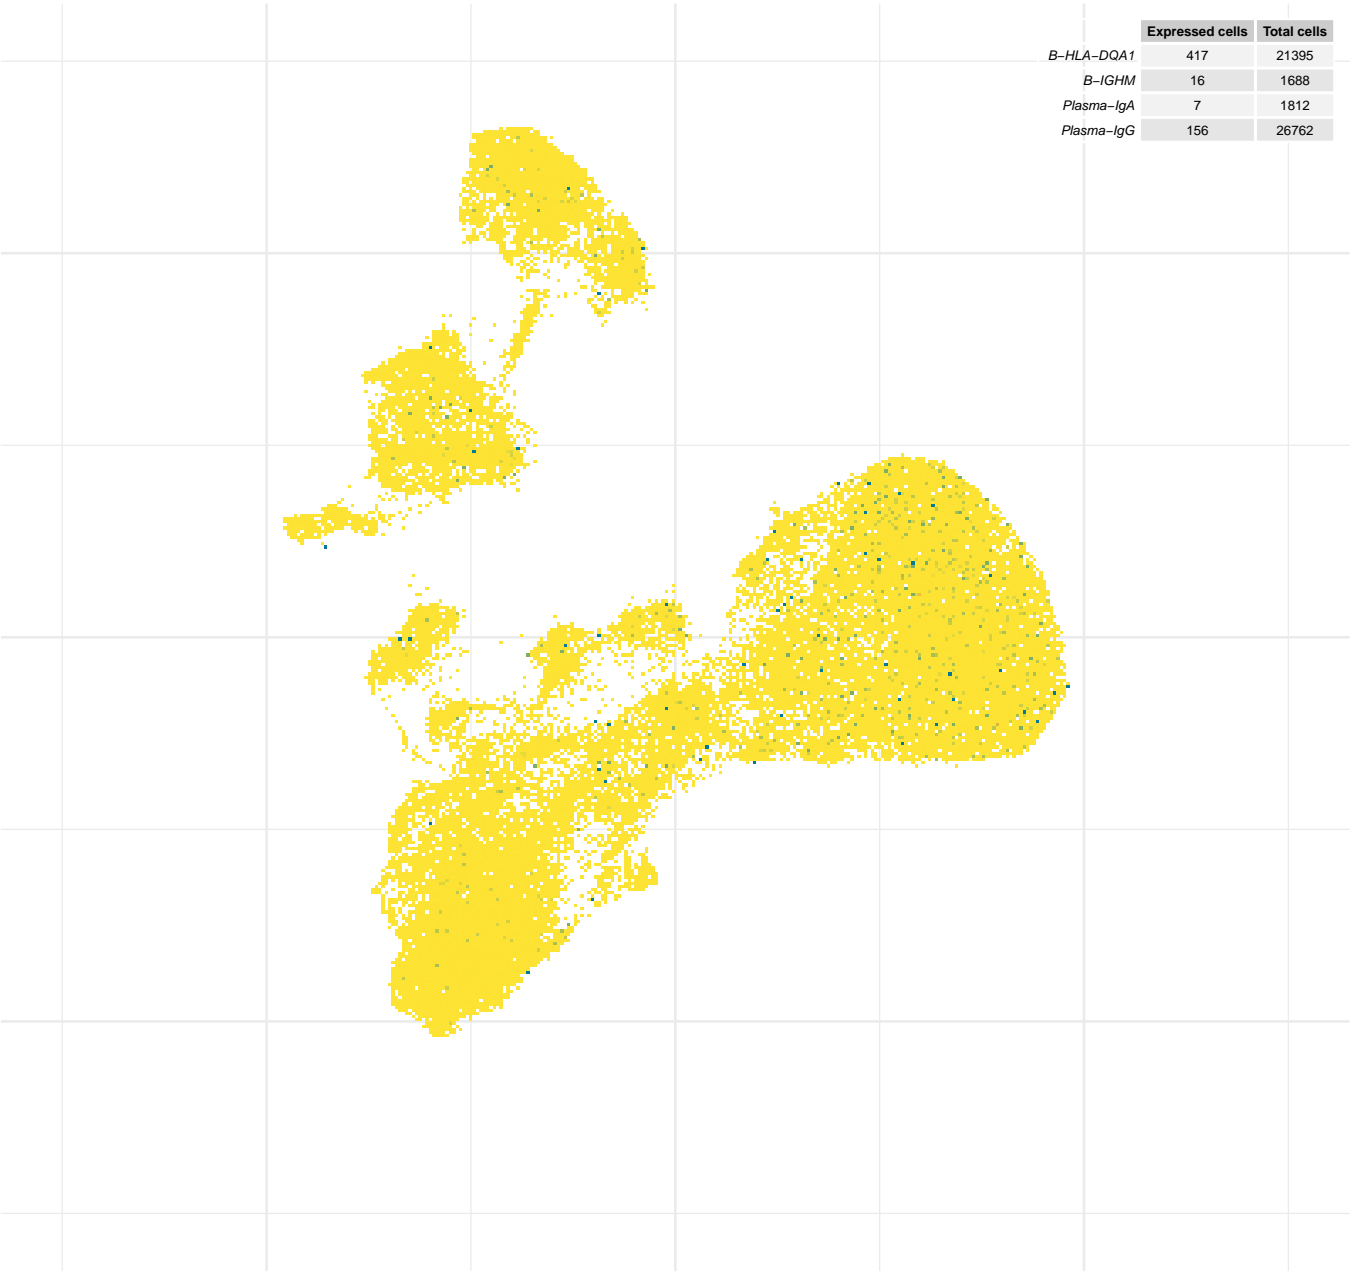 Expressed cells Total cells
B−HLA−DQA1 417 21395
B−IGHM 16 1688
Plasma−IgA 7 1812
Plasma−IgG 156 26762